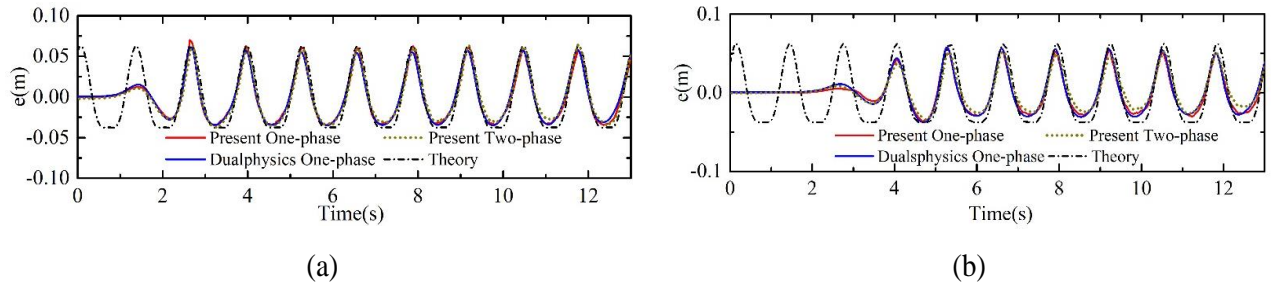 0.10
0.05
0.00
-0.05
-0.10
e(m)
Present One-phase
Present Two-phase
Dualphysics One-phase
Theory
0 2 4 6 8 10 12
Time(s)
(a)
0.1
0.0
-0.1
c(m)
Present One-phase
Present Two-phase
Dualsphysics One-phase
Theory
0 2 4 6 8 10 12
Time(s)
(b)